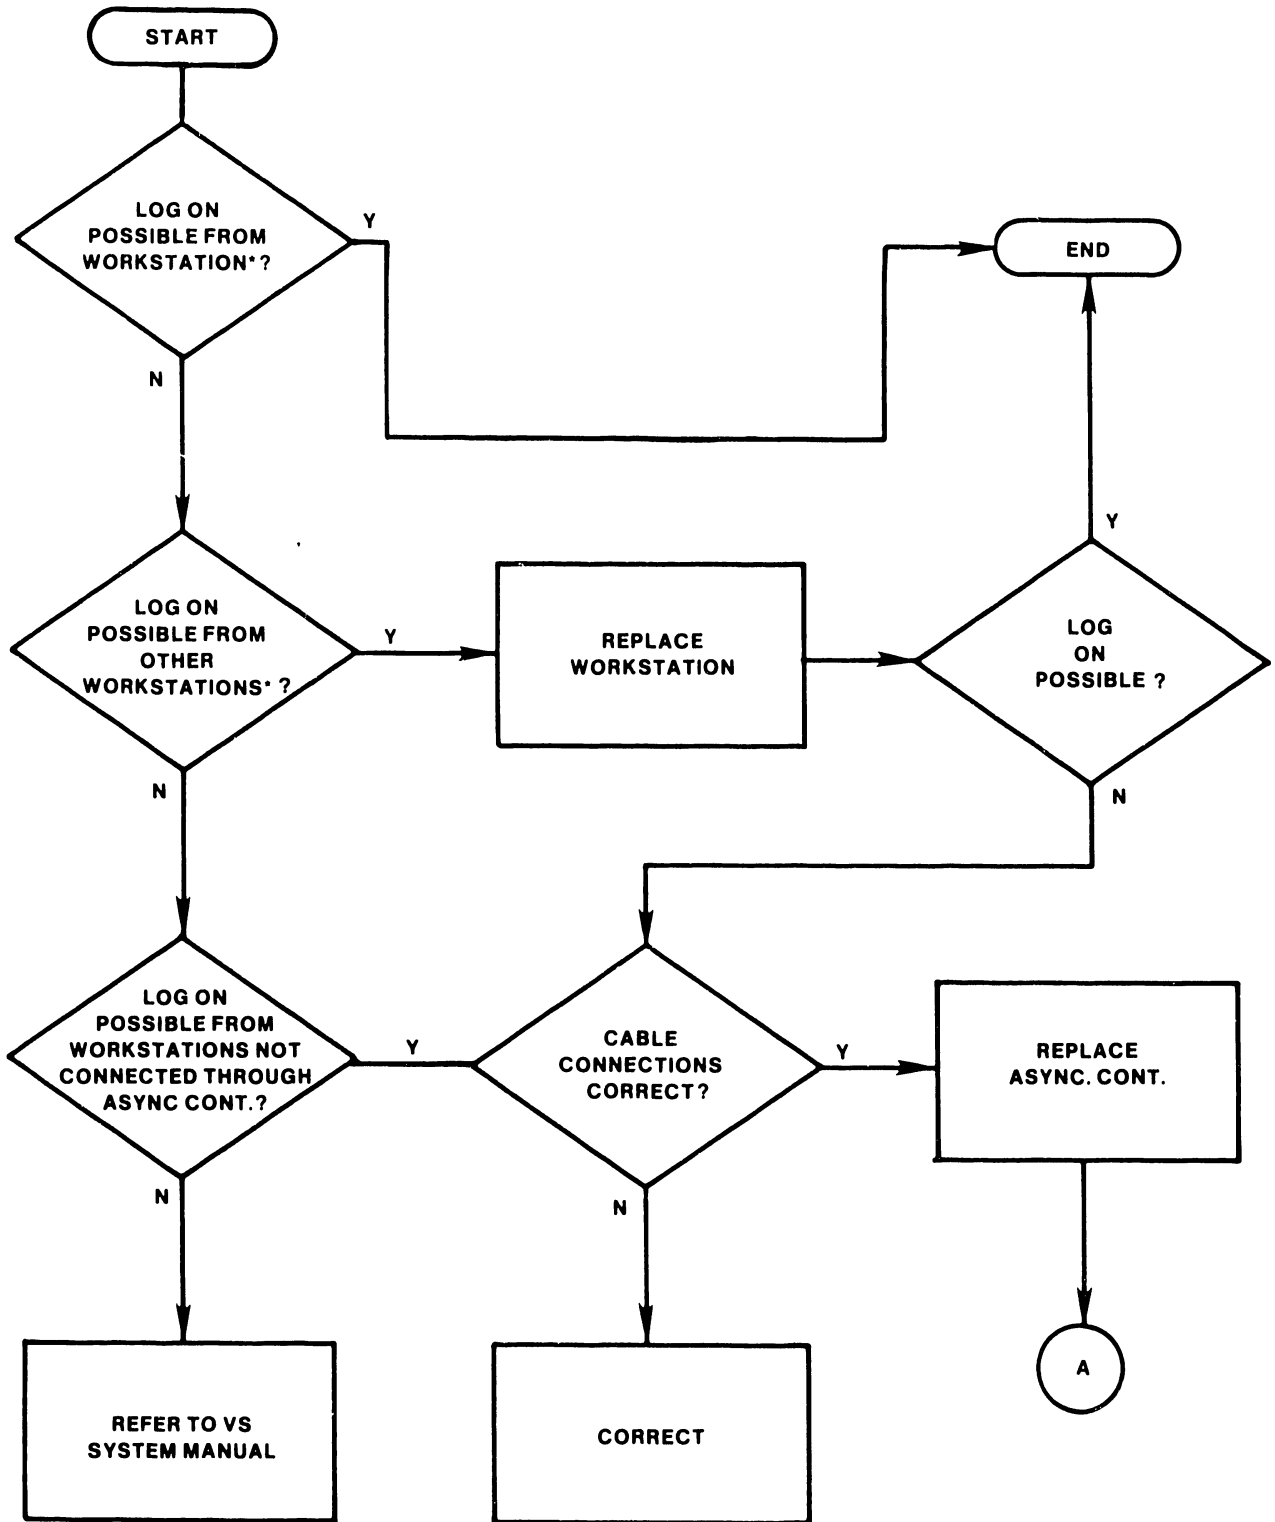 START
LOG ON
POSSIBLE FROM
WORKSTATION*?
Y
N
END
LOG ON
POSSIBLE FROM
OTHER
WORKSTATIONS* ?
Y
N
REPLACE
WORKSTATION
LOG
ON
POSSIBLE ?
Y
N
LOG ON
POSSIBLE FROM
WORKSTATIONS NOT
CONNECTED THROUGH
ASYNC CONT.?
Y
N
CABLE
CONNECTIONS
CORRECT?
Y
N
REPLACE
ASYNC. CONT.
A
REFER TO VS
SYSTEM MANUAL
CORRECT